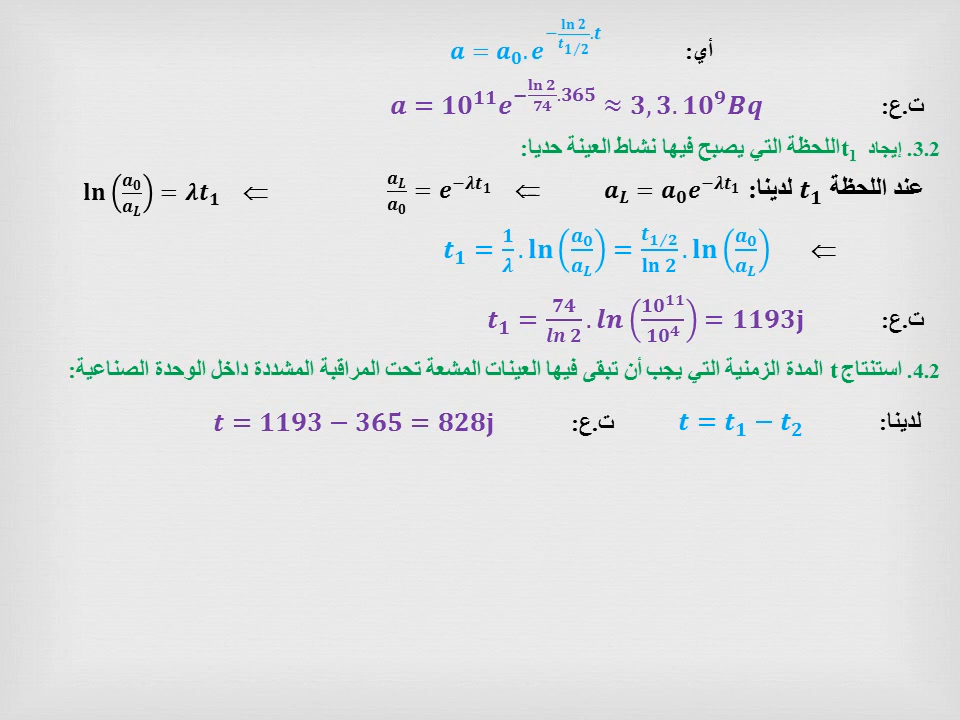 أي: a = a₀.e^(-(ln 2/t_{1/2}).t)
ت.ع: a = 10¹¹e^(-(ln 2/74).365) ≈ 3,3.10⁹Bq
3.2. إيجاد t₁ اللحظة التي يصبح فيها نشاط العينة حديا:
عند اللحظة t₁ لدينا: a_L = a₀e^(-λt₁) ⇐ a_L/a₀ = e^(-λt₁) ⇐ ln(a₀/a_L) = λt₁
⇐ t₁ = (1/λ).ln(a₀/a_L) = (t_{1/2}/ln 2).ln(a₀/a_L)
ت.ع: t₁ = (74/ln 2).ln(10¹¹/10⁴) = 1193j
4.2. استنتاج t المدة الزمنية التي يجب أن تبقى فيها العينات المشعة تحت المراقبة المشددة داخل الوحدة الصناعية:
لدينا: t = t₁ − t₂ ت.ع: t = 1193 − 365 = 828j